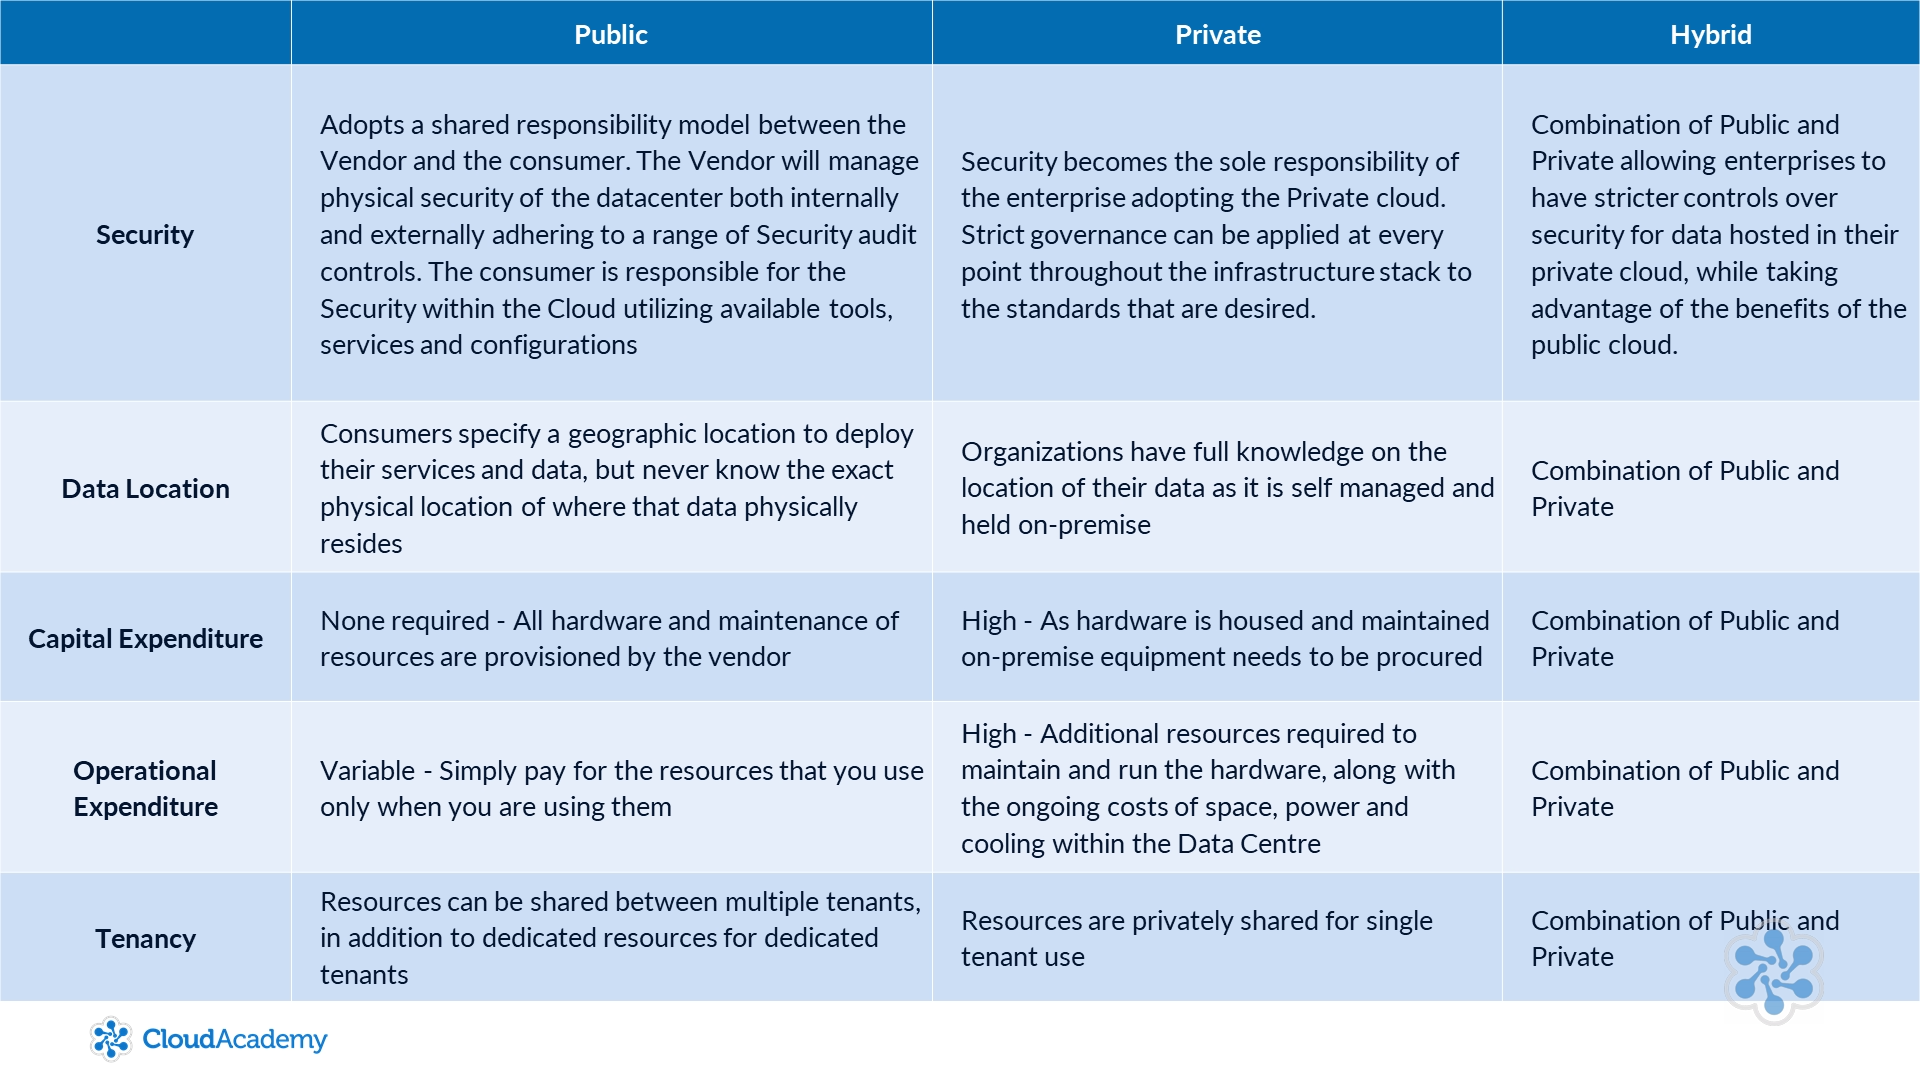 Public
Private
Hybrid
Security
Adopts a shared responsibility model between the
Vendor and the consumer. The Vendor will manage
physical security of the datacenter both internally
and externally adhering to a range of Security audit
controls. The consumer is responsible for the
Security within the Cloud utilizing available tools,
services and configurations
Security becomes the sole responsibility of
the enterprise adopting the Private cloud.
Strict governance can be applied at every
point throughout the infrastructure stack to
the standards that are desired.
Combination of Public and
Private allowing enterprises to
have stricter controls over
security for data hosted in their
private cloud, while taking
advantage of the benefits of the
public cloud.
Data Location
Consumers specify a geographic location to deploy
their services and data, but never know the exact
physical location of where that data physically
resides
Organizations have full knowledge on the
location of their data as it is self managed and
held on-premise
Combination of Public and
Private
Capital Expenditure
None required - All hardware and maintenance of
resources are provisioned by the vendor
High - As hardware is housed and maintained
on-premise equipment needs to be procured
Combination of Public and
Private
Operational
Expenditure
Variable - Simply pay for the resources that you use
only when you are using them
High - Additional resources required to
maintain and run the hardware, along with
the ongoing costs of space, power and
cooling within the Data Centre
Combination of Public and
Private
Tenancy
Resources can be shared between multiple tenants,
in addition to dedicated resources for dedicated
tenants
Resources are privately shared for single
tenant use
Combination of Public and
Private
CloudAcademy